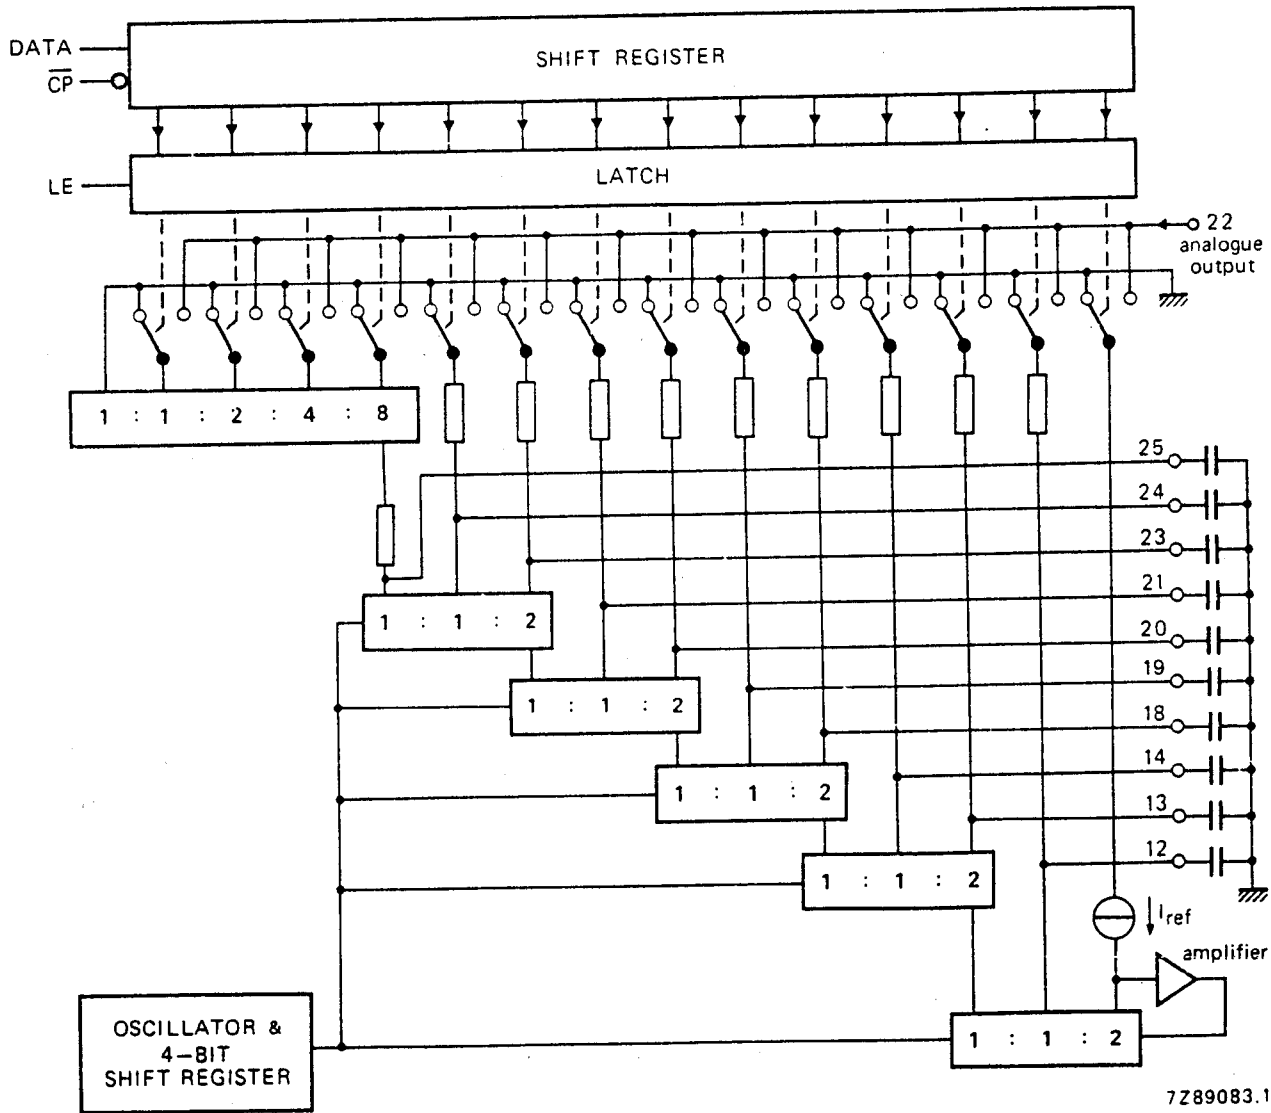 DATA
SHIFT REGISTER
CP
LE
LATCH
22
analogue
output
1 : 1 : 2 : 4 : 8
25
24
23
1 : 1 : 2
21
20
19
1 : 1 : 2
18
14
1 : 1 : 2
13
12
1 : 1 : 2
Iref
amplifier
OSCILLATOR &
4-BIT
SHIFT REGISTER
1 : 1 : 2
7Z89083.1